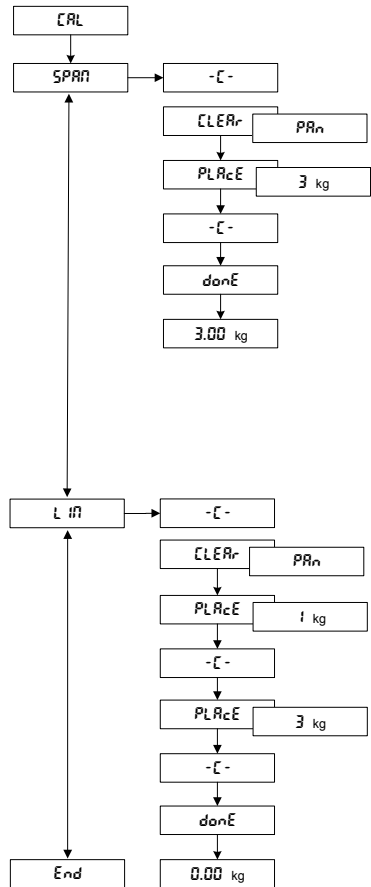 CAL
SPAN
-C-
CLEAr
PAn
PLAcE
3 kg
-C-
donE
3.00 kg
LIN
-C-
CLEAr
PAn
PLAcE
1 kg
-C-
PLAcE
3 kg
-C-
donE
End
0.00 kg